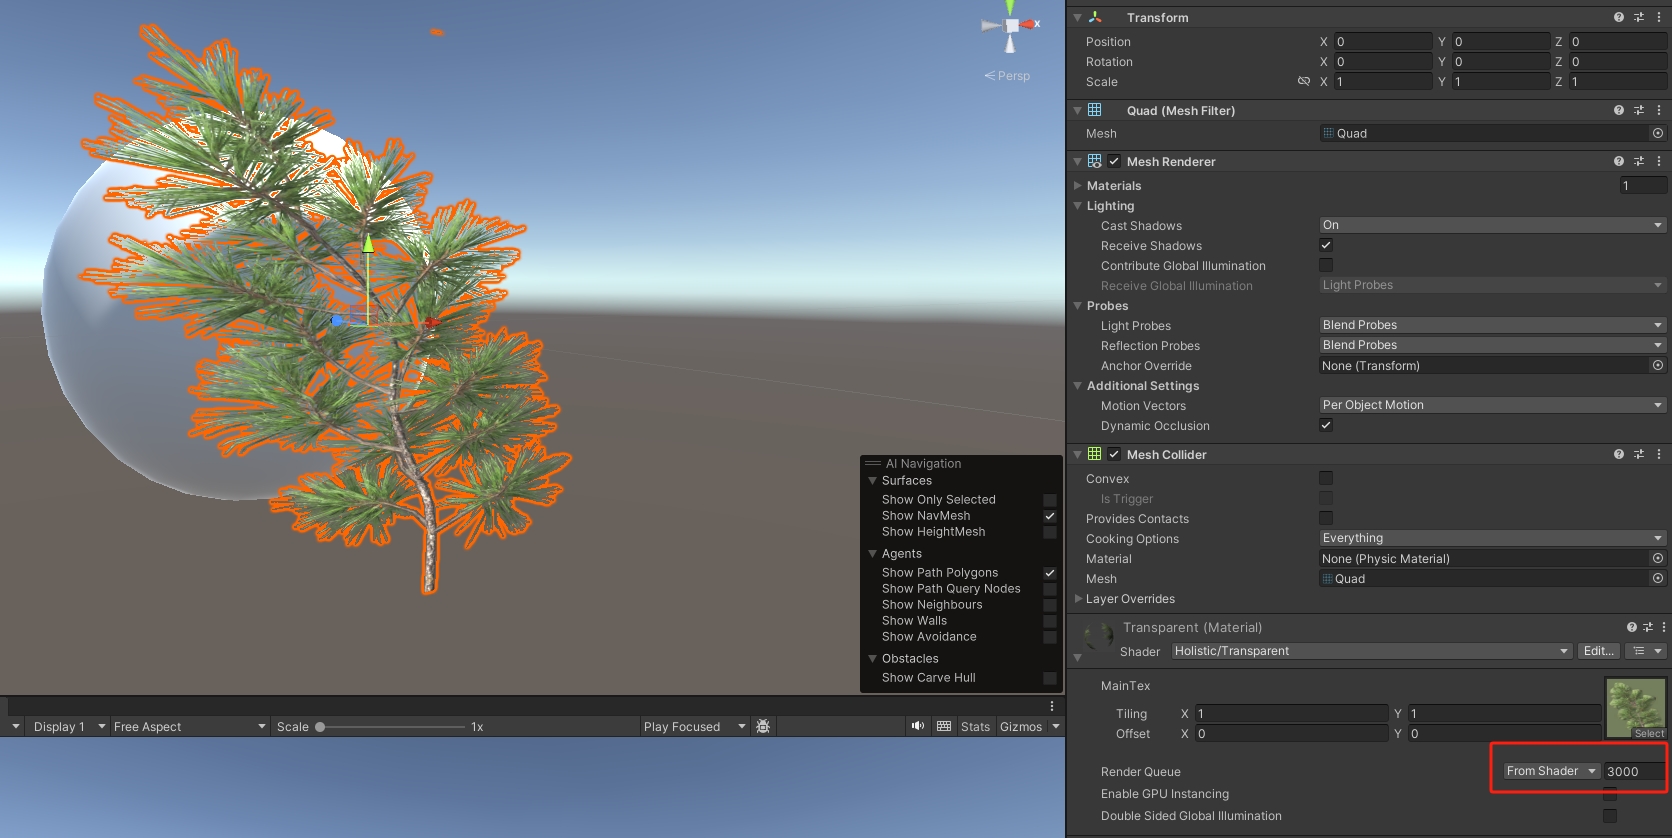 x
Persp
AI Navigation
Surfaces
Show Only Selected
Show NavMesh
Show HeightMesh
Agents
Show Path Polygons
Show Path Query Nodes
Show Neighbours
Show Walls
Show Avoidance
Obstacles
Show Carve Hull
Display 1 Free Aspect Scale 1x Play Focused Stats Gizmos
Transform
Position X 0 Y 0 Z 0
Rotation X 0 Y 0 Z 0
Scale X 1 Y 1 Z 1
Quad (Mesh Filter)
Mesh Quad
Mesh Renderer
Materials 1
Lighting
Cast Shadows On
Receive Shadows
Contribute Global Illumination
Receive Global Illumination Light Probes
Probes
Light Probes Blend Probes
Reflection Probes Blend Probes
Anchor Override None (Transform)
Additional Settings
Motion Vectors Per Object Motion
Dynamic Occlusion
Mesh Collider
Convex
Is Trigger
Provides Contacts
Cooking Options Everything
Material None (Physic Material)
Mesh Quad
Layer Overrides
Transparent (Material)
Shader Holistic/Transparent Edit...
MainTex
Tiling X 1 Y 1
Offset X 0 Y 0
Select
Render Queue From Shader 3000
Enable GPU Instancing
Double Sided Global Illumination